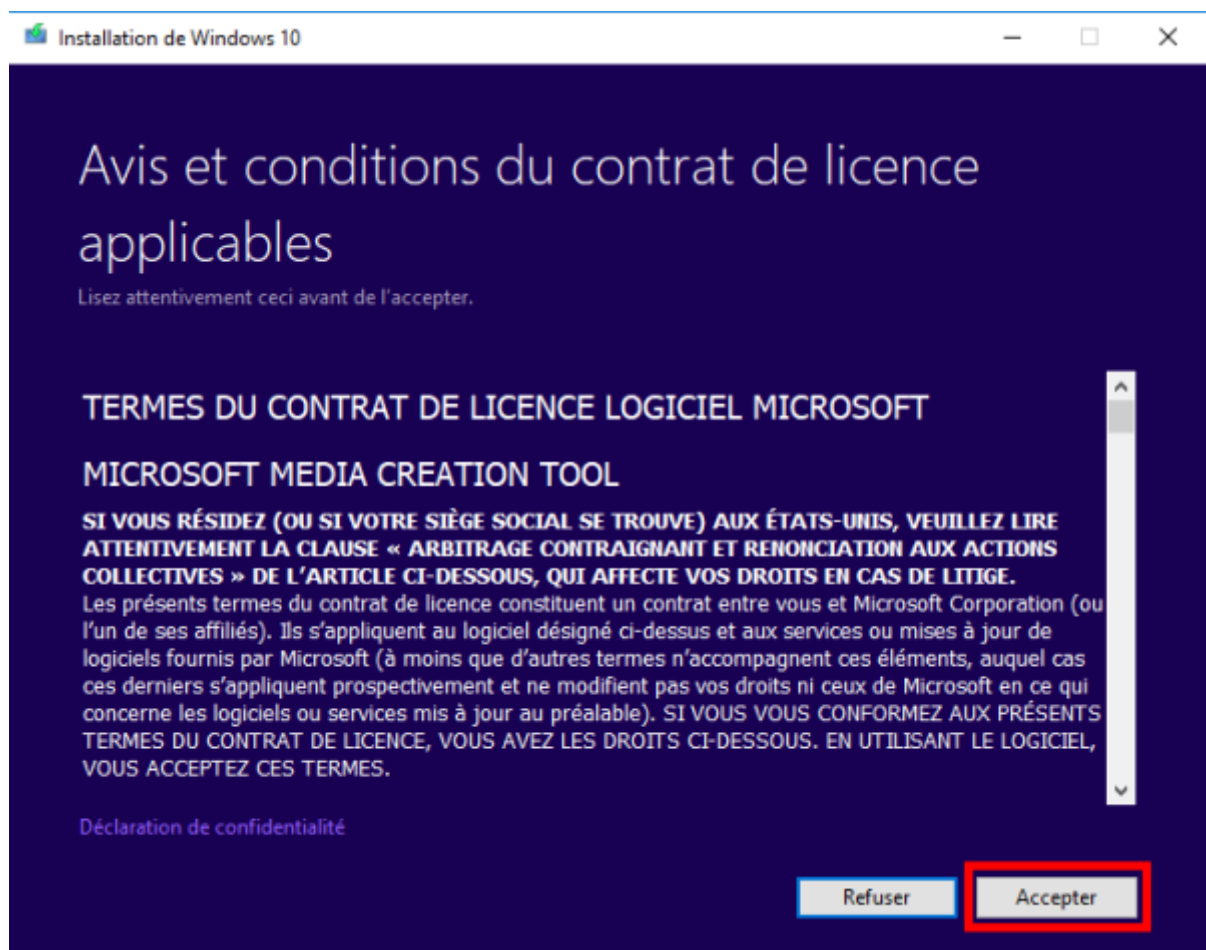 Installation de Windows 10
Avis et conditions du contrat de licence
applicables
Lisez attentivement ceci avant de l'accepter.
TERMES DU CONTRAT DE LICENCE LOGICIEL MICROSOFT
MICROSOFT MEDIA CREATION TOOL
SI VOUS RÉSIDEZ (OU SI VOTRE SIÈGE SOCIAL SE TROUVE) AUX ÉTATS-UNIS, VEUILLEZ LIRE
ATTENTIVEMENT LA CLAUSE « ARBITRAGE CONTRAIGNANT ET RENONCIATION AUX ACTIONS
COLLECTIVES » DE L’ARTICLE CI-DESSOUS, QUI AFFECTE VOS DROITS EN CAS DE LITIGE.
Les présents termes du contrat de licence constituent un contrat entre vous et Microsoft Corporation (ou
l’un de ses affiliés). Ils s’appliquent au logiciel désigné ci-dessus et aux services ou mises à jour de
logiciels fournis par Microsoft (à moins que d’autres termes n’accompagnent ces éléments, auquel cas
ces derniers s’appliquent prospectivement et ne modifient pas vos droits ni ceux de Microsoft en ce qui
concerne les logiciels ou services mis à jour au préalable). SI VOUS VOUS CONFORMEZ AUX PRÉSENTS
TERMES DU CONTRAT DE LICENCE, VOUS AVEZ LES DROITS CI-DESSOUS. EN UTILISANT LE LOGICIEL,
VOUS ACCEPTEZ CES TERMES.
Déclaration de confidentialité
Refuser
Accepter